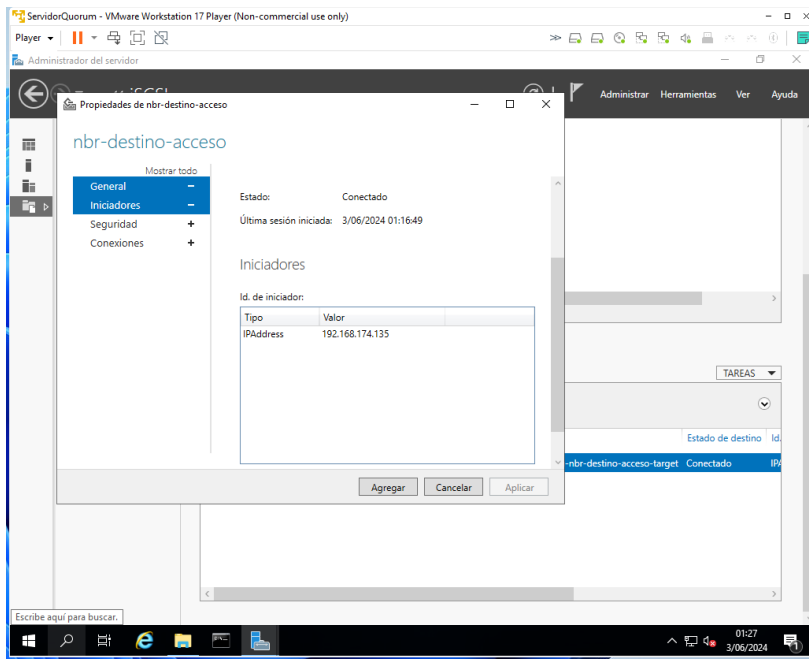 ServidorQuorum - VMware Workstation 17 Player (Non-commercial use only)
Player
Administrador del servidor
Administrar Herramientas Ver Ayuda
Propiedades de nbr-destino-acceso
nbr-destino-acceso
Mostrar todo
General –
Iniciadores –
Seguridad +
Conexiones +
Estado: Conectado
Última sesión iniciada: 3/06/2024 01:16:49
Iniciadores
Id. de iniciador:
Tipo Valor
IPAddress 192.168.174.135
Agregar Cancelar Aplicar
TAREAS
Estado de destino Id.
-nbr-destino-acceso-target Conectado
Escribe aquí para buscar.
01:27
3/06/2024
1